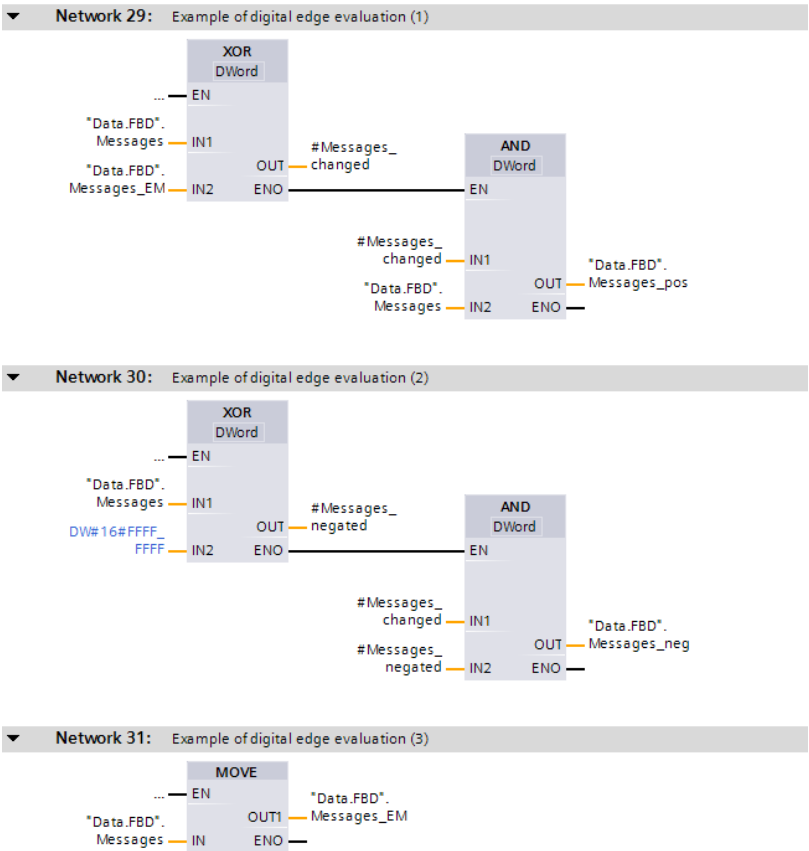 Network 29: Example of digital edge evaluation (1)
XOR
DWord
... EN
"Data.FBD".
Messages IN1
"Data.FBD".
Messages_EM IN2
OUT #Messages_
changed
ENO
AND
DWord
EN
#Messages_
changed IN1
"Data.FBD".
Messages IN2
OUT "Data.FBD".
Messages_pos
ENO
Network 30: Example of digital edge evaluation (2)
XOR
DWord
... EN
"Data.FBD".
Messages IN1
DW#16#FFFF_
FFFF IN2
OUT #Messages_
negated
ENO
AND
DWord
EN
#Messages_
changed IN1
#Messages_
negated IN2
OUT "Data.FBD".
Messages_neg
ENO
Network 31: Example of digital edge evaluation (3)
MOVE
... EN
"Data.FBD".
Messages IN
OUT1 "Data.FBD".
Messages_EM
ENO